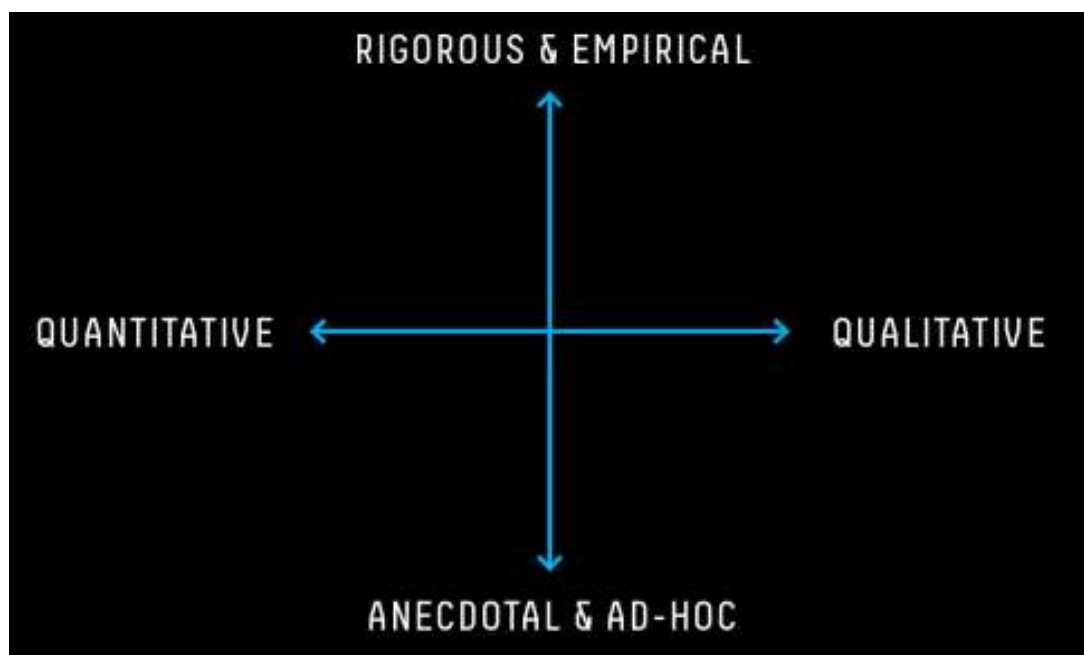 RIGOROUS & EMPIRICAL
QUANTITATIVE
QUALITATIVE
ANECDOTAL & AD-HOC